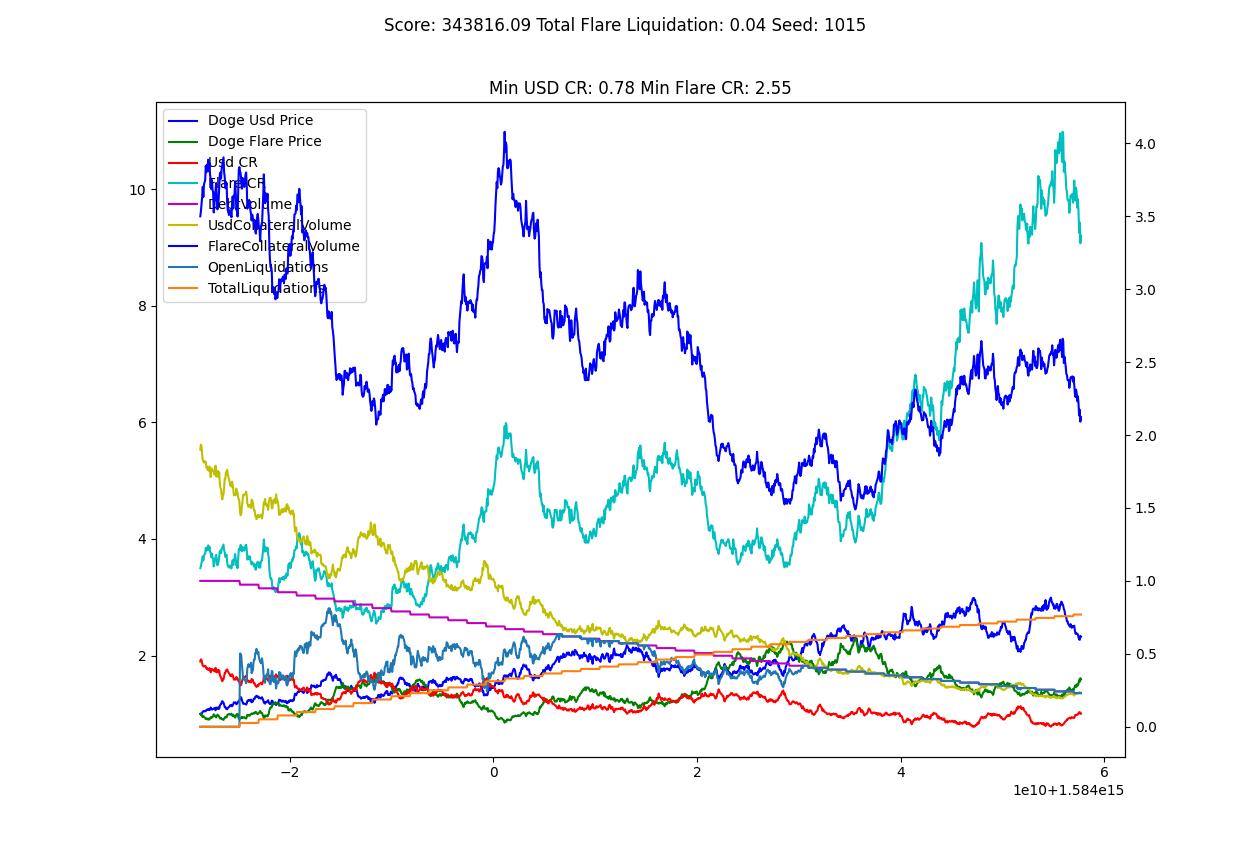 Score: 343816.09 Total Flare Liquidation: 0.04 Seed: 1015
Min USD CR: 0.78 Min Flare CR: 2.55
Doge Usd Price
Doge Flare Price
Usd CR
Flare CR
DebtVolume
UsdCollateralVolume
FlareCollateralVolume
OpenLiquidations
TotalLiquidations
10
8
6
4
2
4.0
3.5
3.0
2.5
2.0
1.5
1.0
0.5
0.0
−2
0
2
4
6
1e10+1.584e15